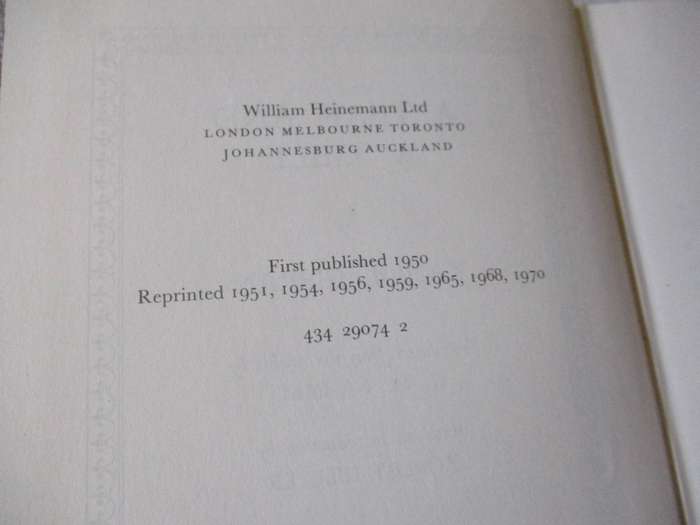 William Heinemann Ltd
LONDON MELBOURNE TORONTO
JOHANNESBURG AUCKLAND
First published 1950
Reprinted 1951, 1954, 1956, 1959, 1965, 1968, 1970
434 29074 2